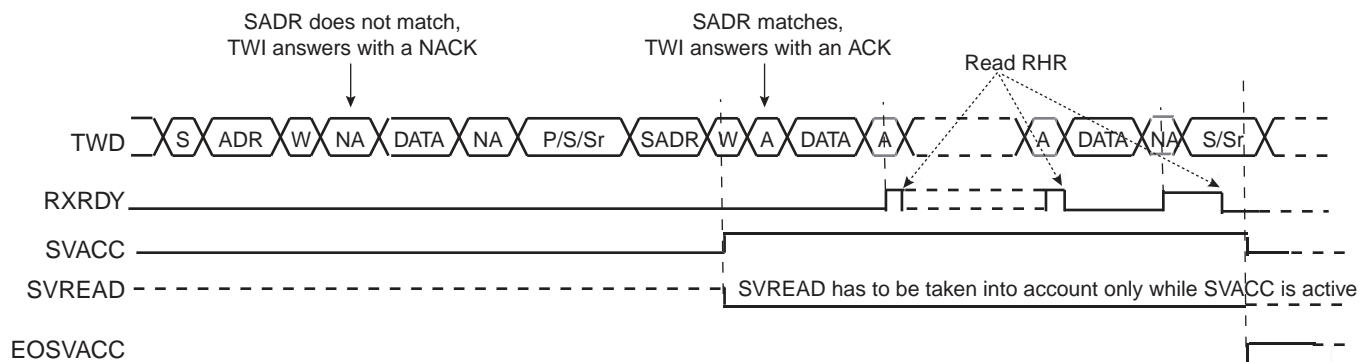 SADR does not match,
TWI answers with a NACK
SADR matches,
TWI answers with an ACK
Read RHR
TWD S ADR W NA DATA NA P/S/Sr SADR W A DATA A A DATA NA S/Sr
RXRDY
SVACC
SVREAD SVREAD has to be taken into account only while SVACC is active
EOSVACC